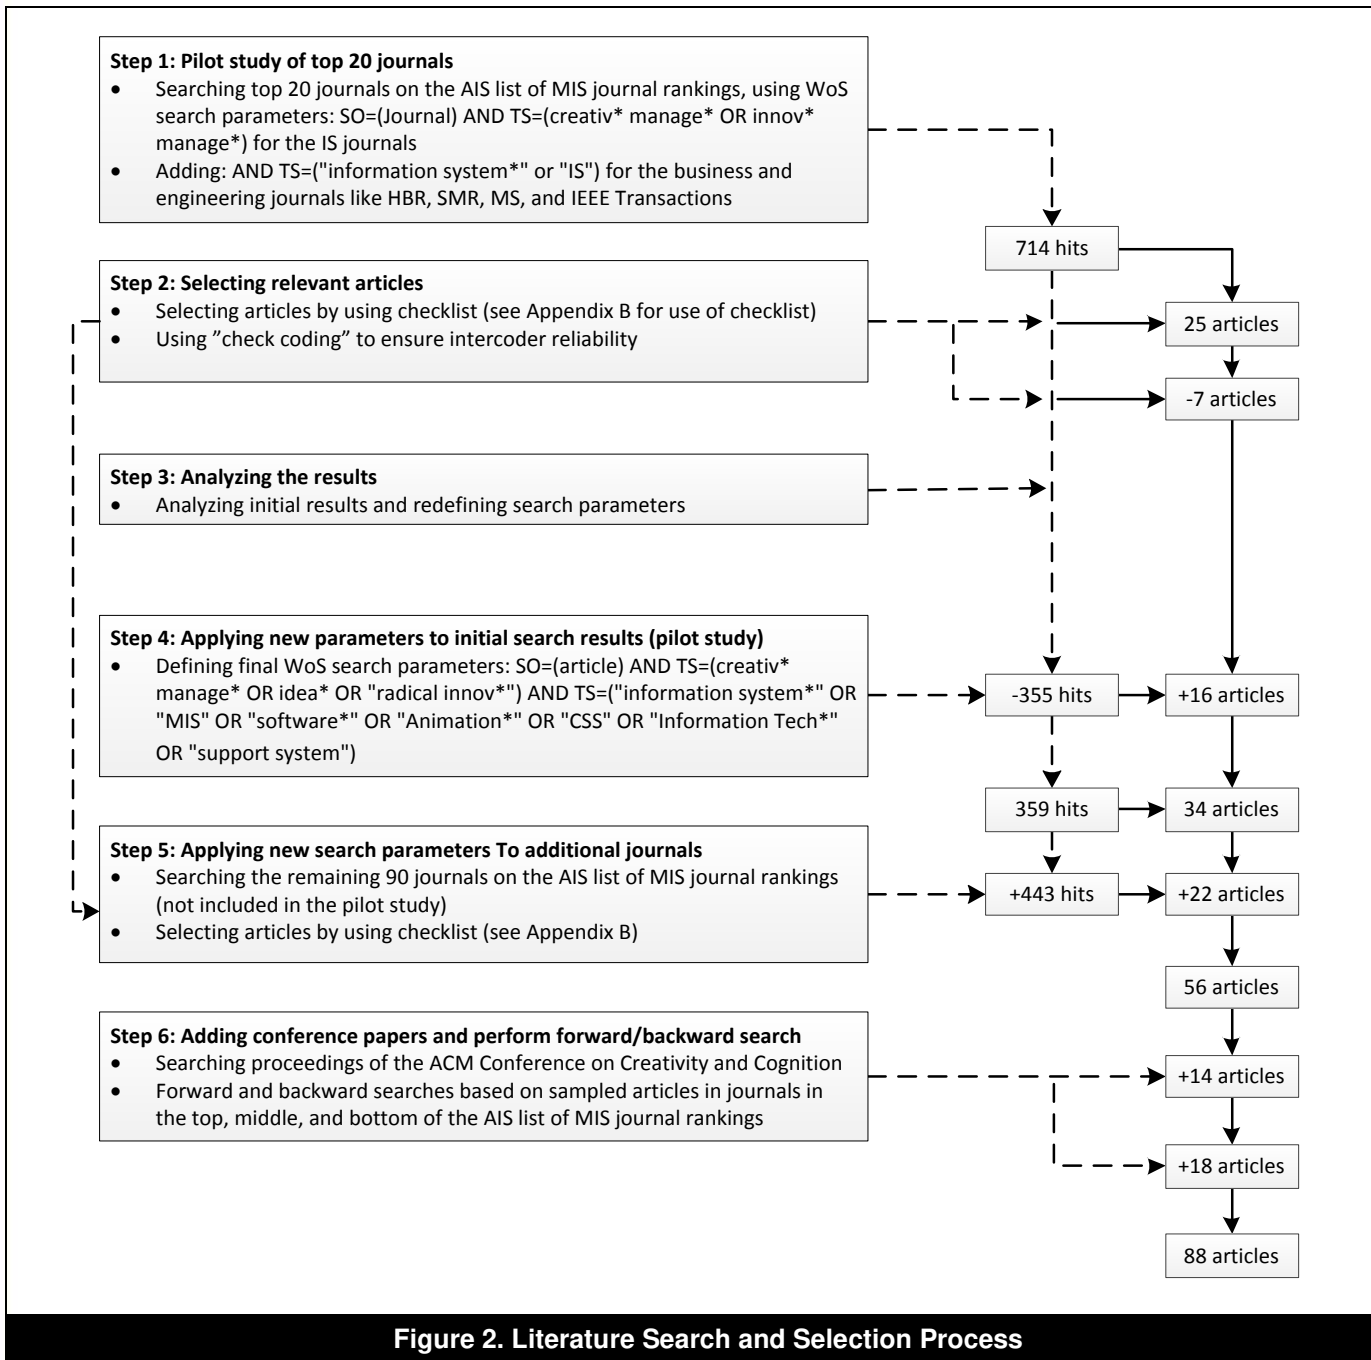 Step 1: Pilot study of top 20 journals
• Searching top 20 journals on the AIS list of MIS journal rankings, using WoS
search parameters: SO=(Journal) AND TS=(creativ* manage* OR innov*
manage*) for the IS journals
• Adding: AND TS=("information system*" or "IS") for the business and
engineering journals like HBR, SMR, MS, and IEEE Transactions
714 hits
Step 2: Selecting relevant articles
• Selecting articles by using checklist (see Appendix B for use of checklist)
• Using ”check coding” to ensure intercoder reliability
25 articles
-7 articles
Step 3: Analyzing the results
• Analyzing initial results and redefining search parameters
Step 4: Applying new parameters to initial search results (pilot study)
• Defining final WoS search parameters: SO=(article) AND TS=(creativ*
manage* OR idea* OR "radical innov*") AND TS=("information system*" OR
"MIS" OR "software*" OR "Animation*" OR "CSS" OR "Information Tech*"
OR "support system")
-355 hits
+16 articles
359 hits
34 articles
Step 5: Applying new search parameters To additional journals
• Searching the remaining 90 journals on the AIS list of MIS journal rankings
(not included in the pilot study)
• Selecting articles by using checklist (see Appendix B)
+443 hits
+22 articles
56 articles
Step 6: Adding conference papers and perform forward/backward search
• Searching proceedings of the ACM Conference on Creativity and Cognition
• Forward and backward searches based on sampled articles in journals in
the top, middle, and bottom of the AIS list of MIS journal rankings
+14 articles
+18 articles
88 articles
Figure 2. Literature Search and Selection Process